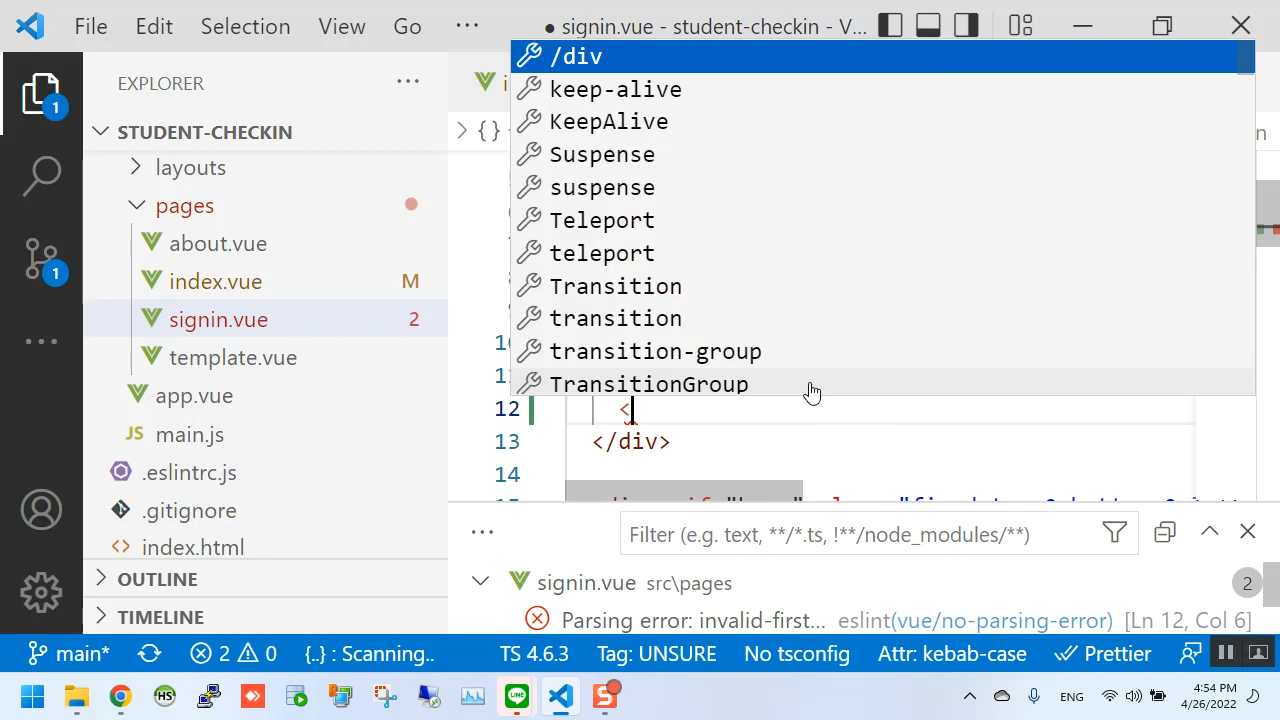 File Edit Selection View Go ··· ● signin.vue - student-checkin - V...
EXPLORER ···
STUDENT-CHECKIN
layouts
pages
about.vue
index.vue M
signin.vue 2
template.vue
app.vue
JS main.js
.eslintrc.js
.gitignore
<> index.html
OUTLINE
TIMELINE
1
1
> {}
/div
keep-alive
KeepAlive
Suspense
suspense
Teleport
teleport
Transition
transition
transition-group
TransitionGroup
12 <
13 </div>
14
··· Filter (e.g. text, **/*.ts, !**/node_modules/**)
signin.vue src\pages 2
Parsing error: invalid-first... eslint(vue/no-parsing-error) [Ln 12, Col 6]
main* 2 0 {..} : Scanning.. TS 4.6.3 Tag: UNSURE No tsconfig Attr: kebab-case Prettier
HS S ENG 4:54 PM
4/26/2022